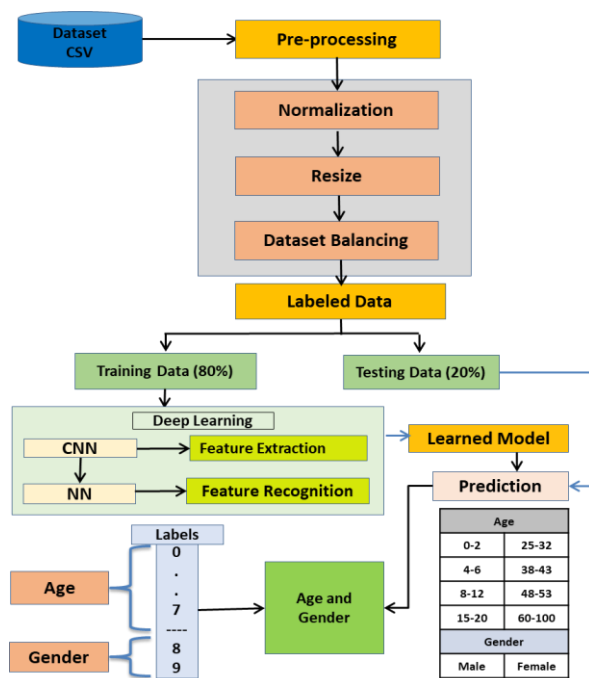 Dataset
CSV
Pre-processing
Normalization
Resize
Dataset Balancing
Labeled Data
Training Data (80%)
Testing Data (20%)
Deep Learning
CNN
Feature Extraction
NN
Feature Recognition
Learned Model
Prediction
Labels
0
.
.
7
----
8
9
Age
Gender
Age and
Gender
Age
0-2 25-32
4-6 38-43
8-12 48-53
15-20 60-100
Gender
Male Female